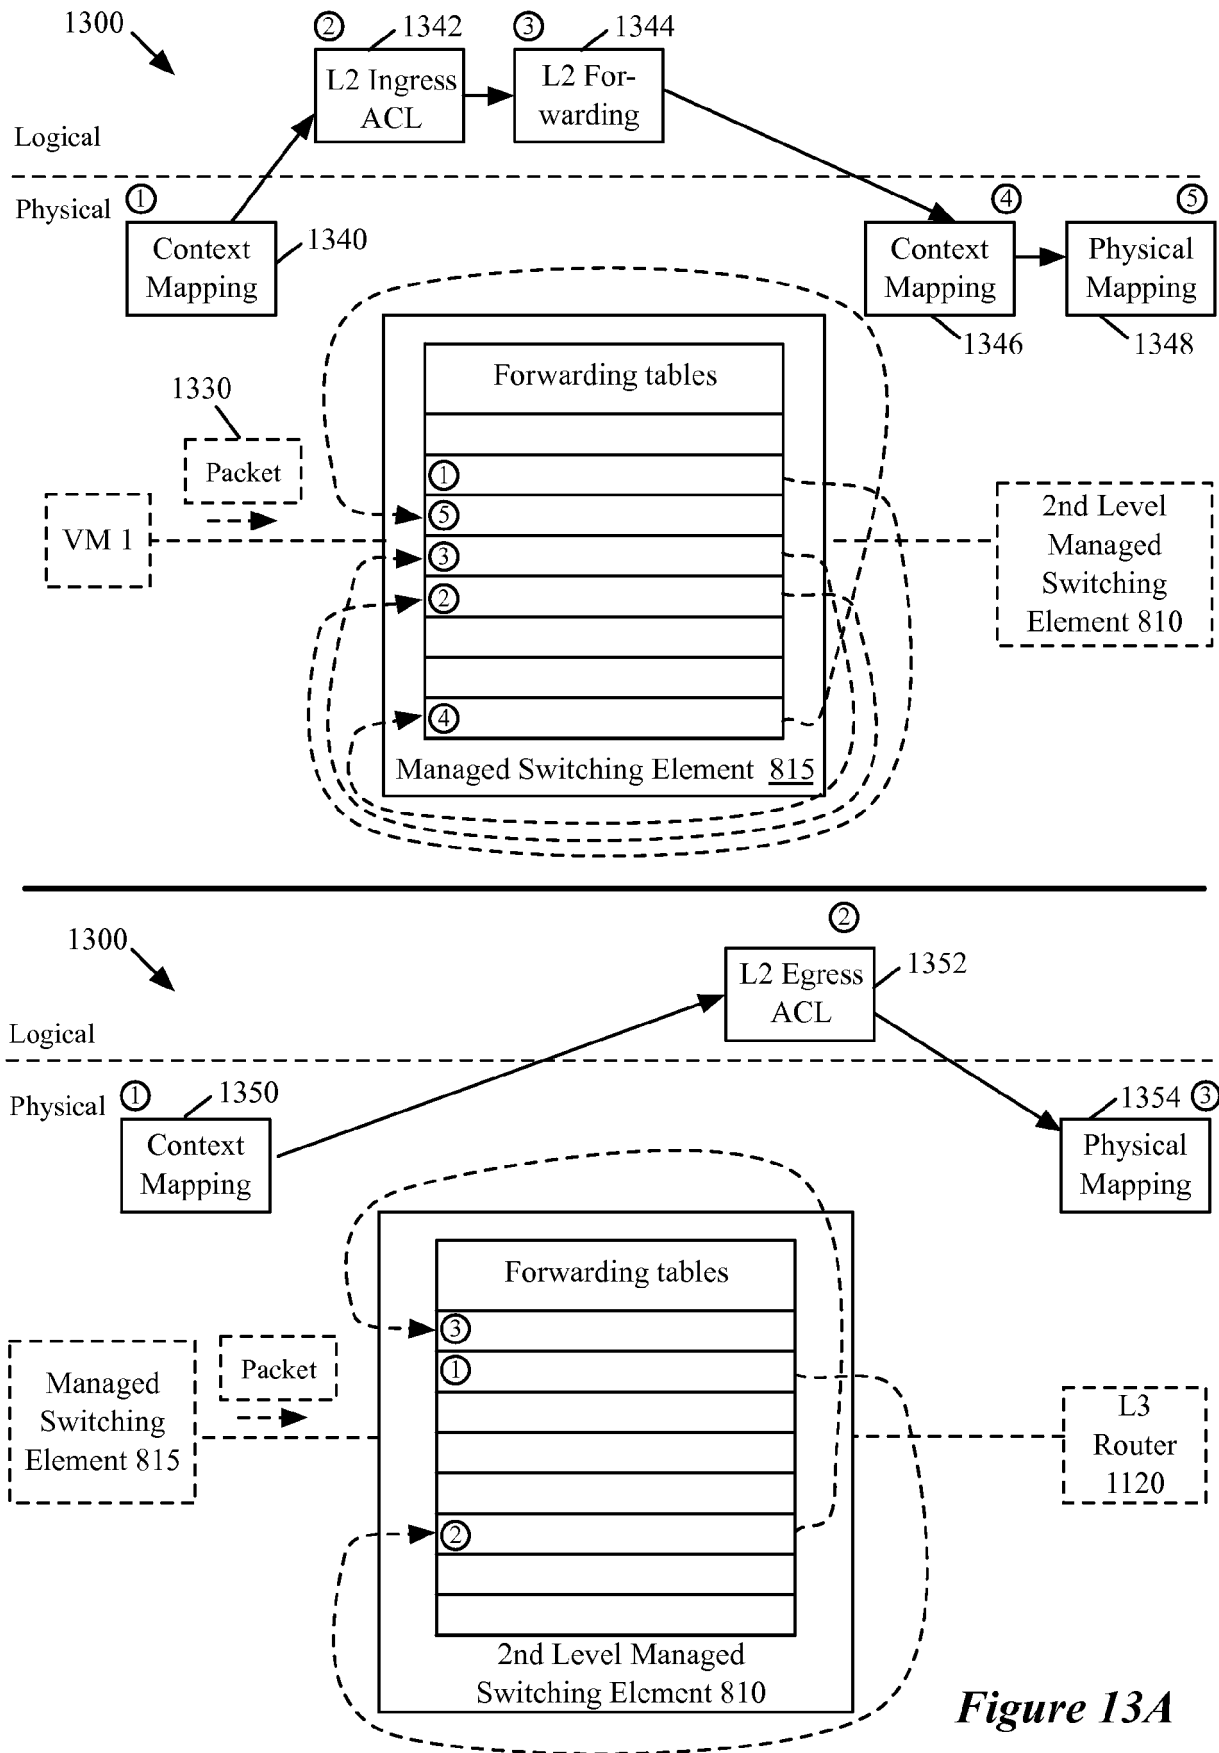 1300
② 1342
③ 1344
L2 Ingress
ACL
L2 For-
warding
Logical
Physical
①
④
⑤
Context
Mapping
1340
Context
Mapping
1346
Physical
Mapping
1348
Forwarding tables
1330
Packet
VM 1
①
⑤
③
②
④
Managed Switching Element 815
2nd Level
Managed
Switching
Element 810
1300
②
L2 Egress
ACL
1352
Logical
Physical
① 1350
Context
Mapping
1354 ③
Physical
Mapping
Forwarding tables
③
①
②
Managed
Switching
Element 815
Packet
L3
Router
1120
2nd Level Managed
Switching Element 810
Figure 13A